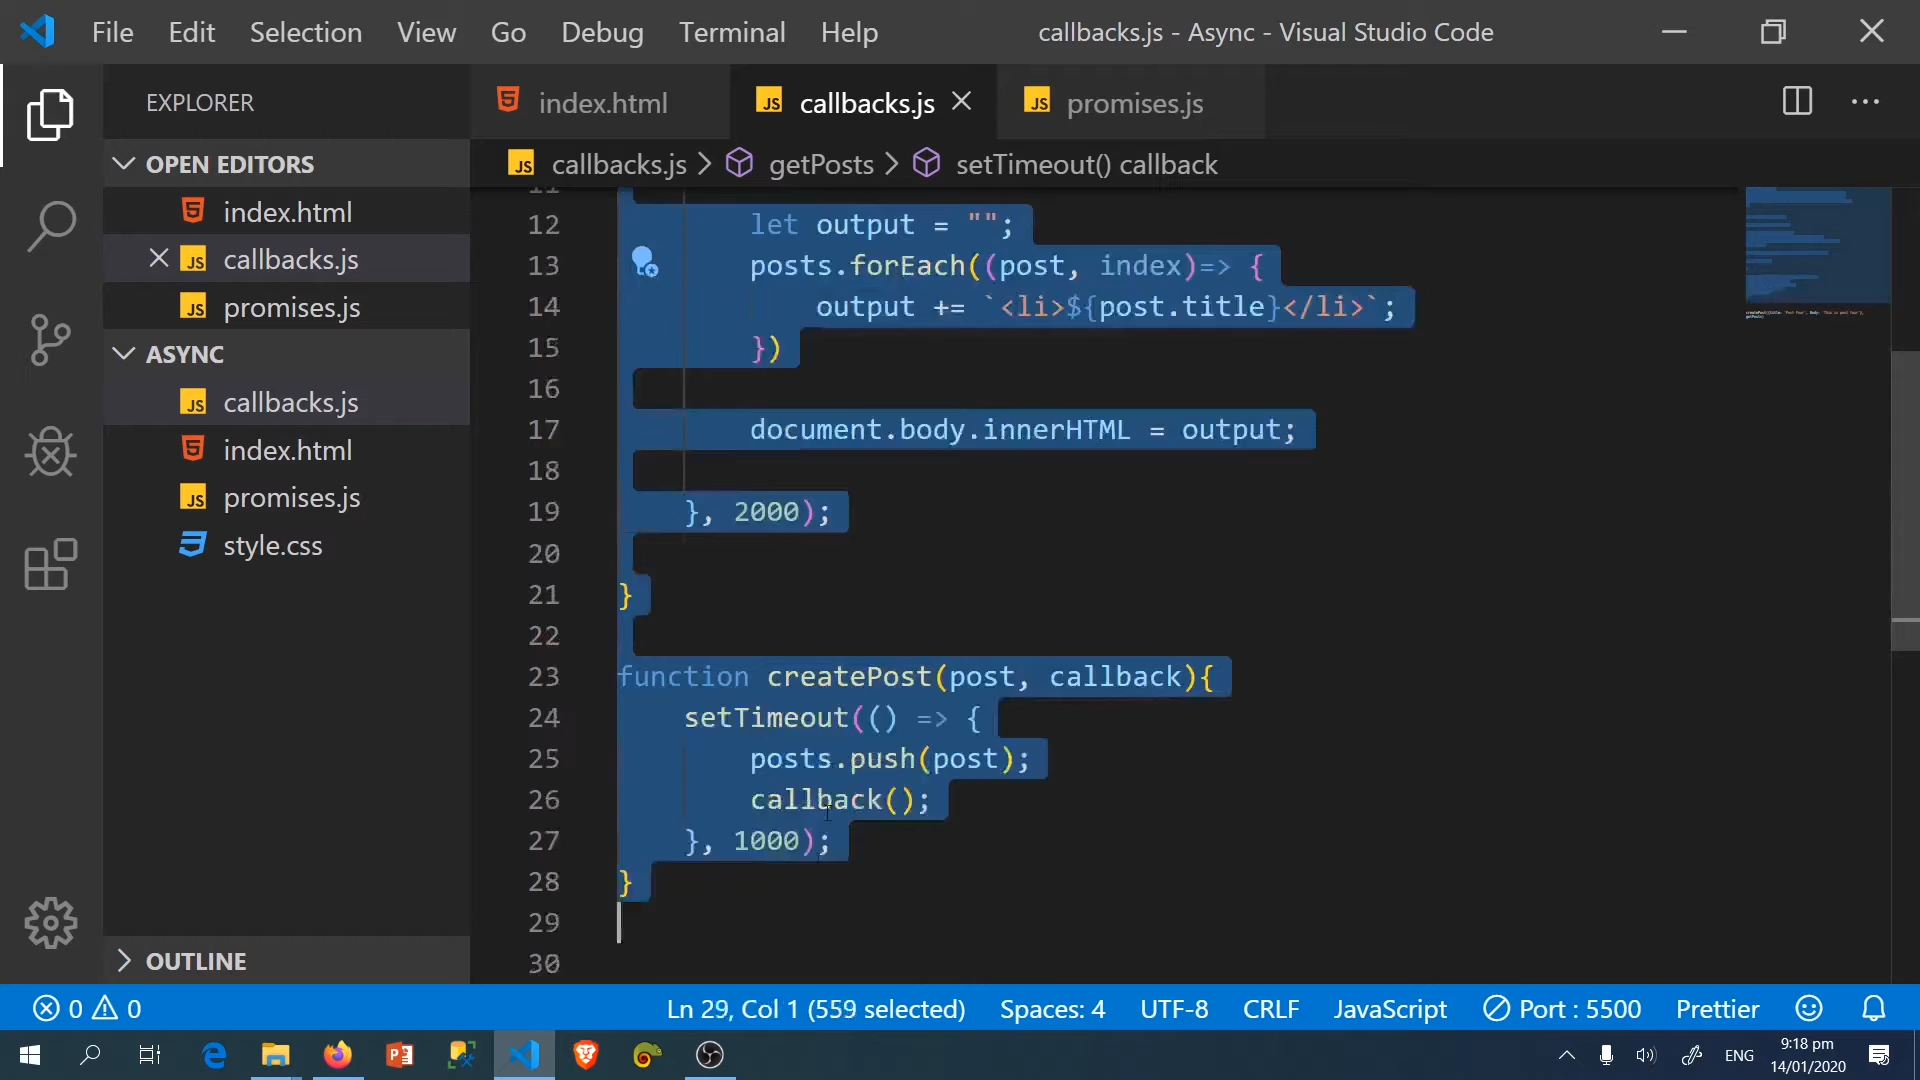 File Edit Selection View Go Debug Terminal Help callbacks.js - Async - Visual Studio Code
EXPLORER
OPEN EDITORS
index.html
callbacks.js
promises.js
ASYNC
callbacks.js
index.html
promises.js
style.css
OUTLINE
index.html callbacks.js promises.js
callbacks.js > getPosts > setTimeout() callback
11
12 let output = "";
13 posts.forEach((post, index)=> {
14 output += `<li>${post.title}</li>`;
15 })
16
17 document.body.innerHTML = output;
18
19 }, 2000);
20
21 }
22
23 function createPost(post, callback){
24 setTimeout(() => {
25 posts.push(post);
26 callback();
27 }, 1000);
28 }
29
30
0 0 Ln 29, Col 1 (559 selected) Spaces: 4 UTF-8 CRLF JavaScript Port : 5500 Prettier
ENG 9:18 pm
14/01/2020